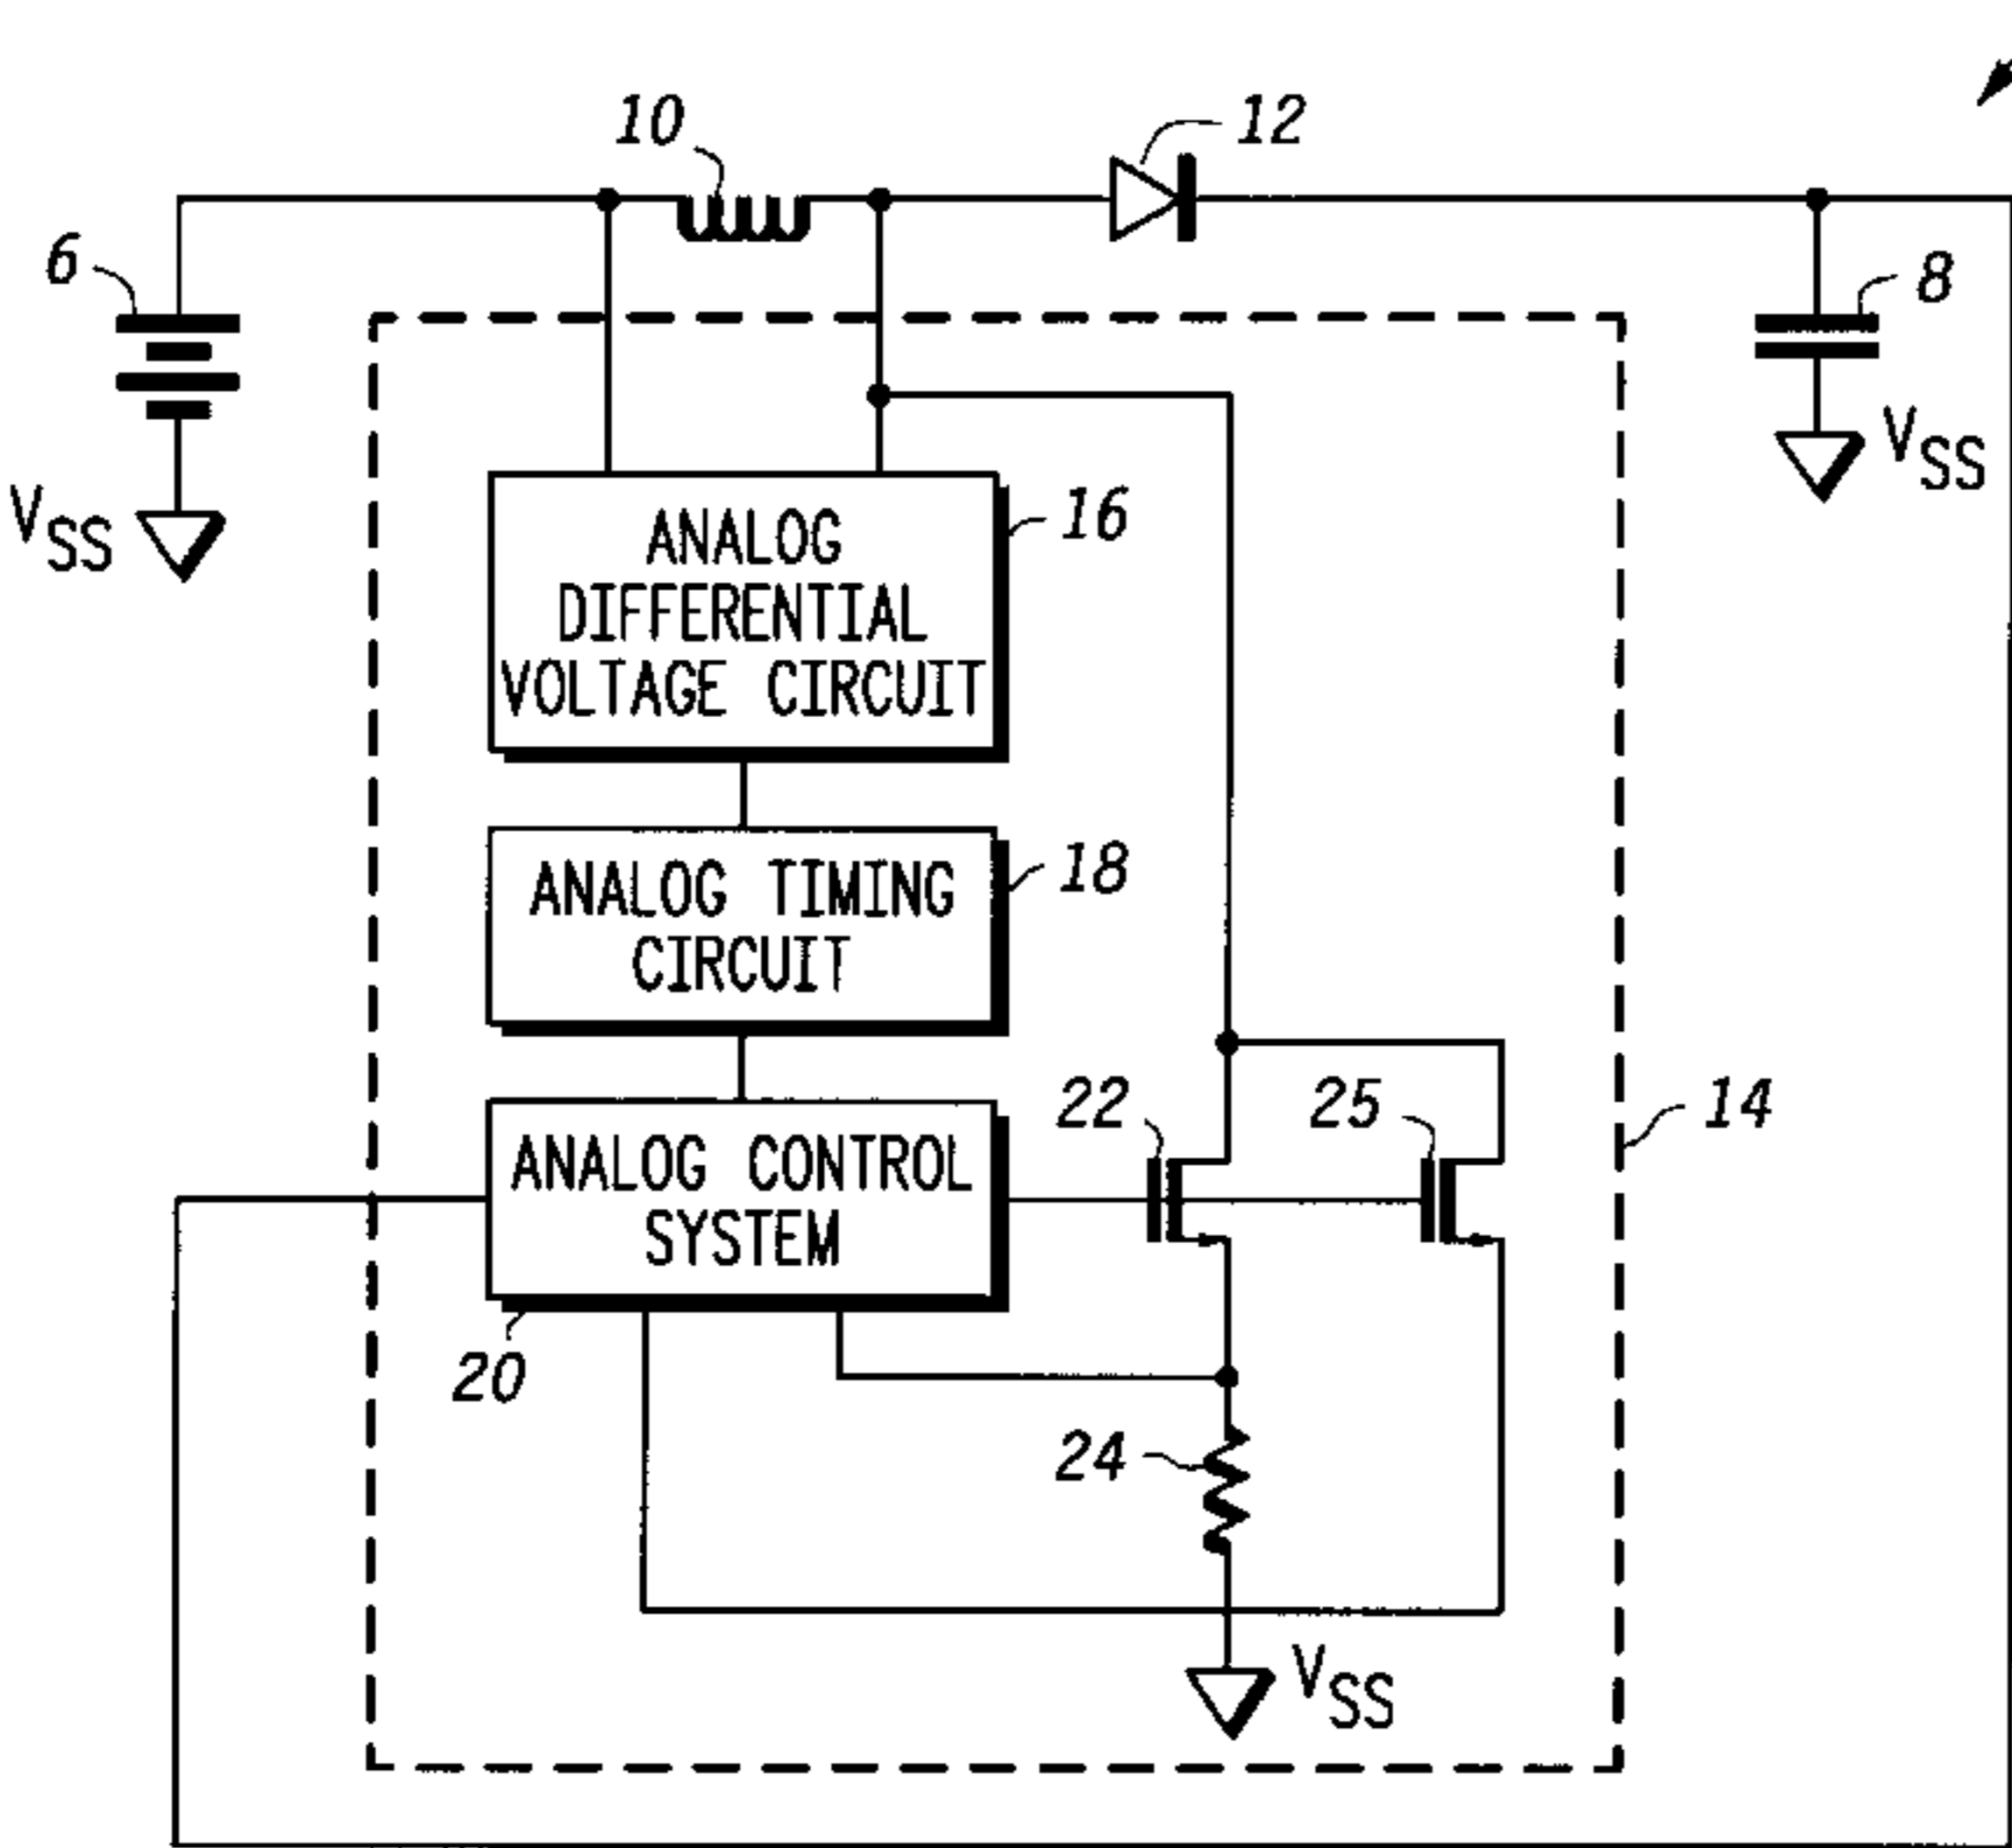 10
12
6
8
VSS
VSS
ANALOG
DIFFERENTIAL
VOLTAGE CIRCUIT
16
ANALOG TIMING
CIRCUIT
18
22
25
14
ANALOG CONTROL
SYSTEM
20
24
VSS